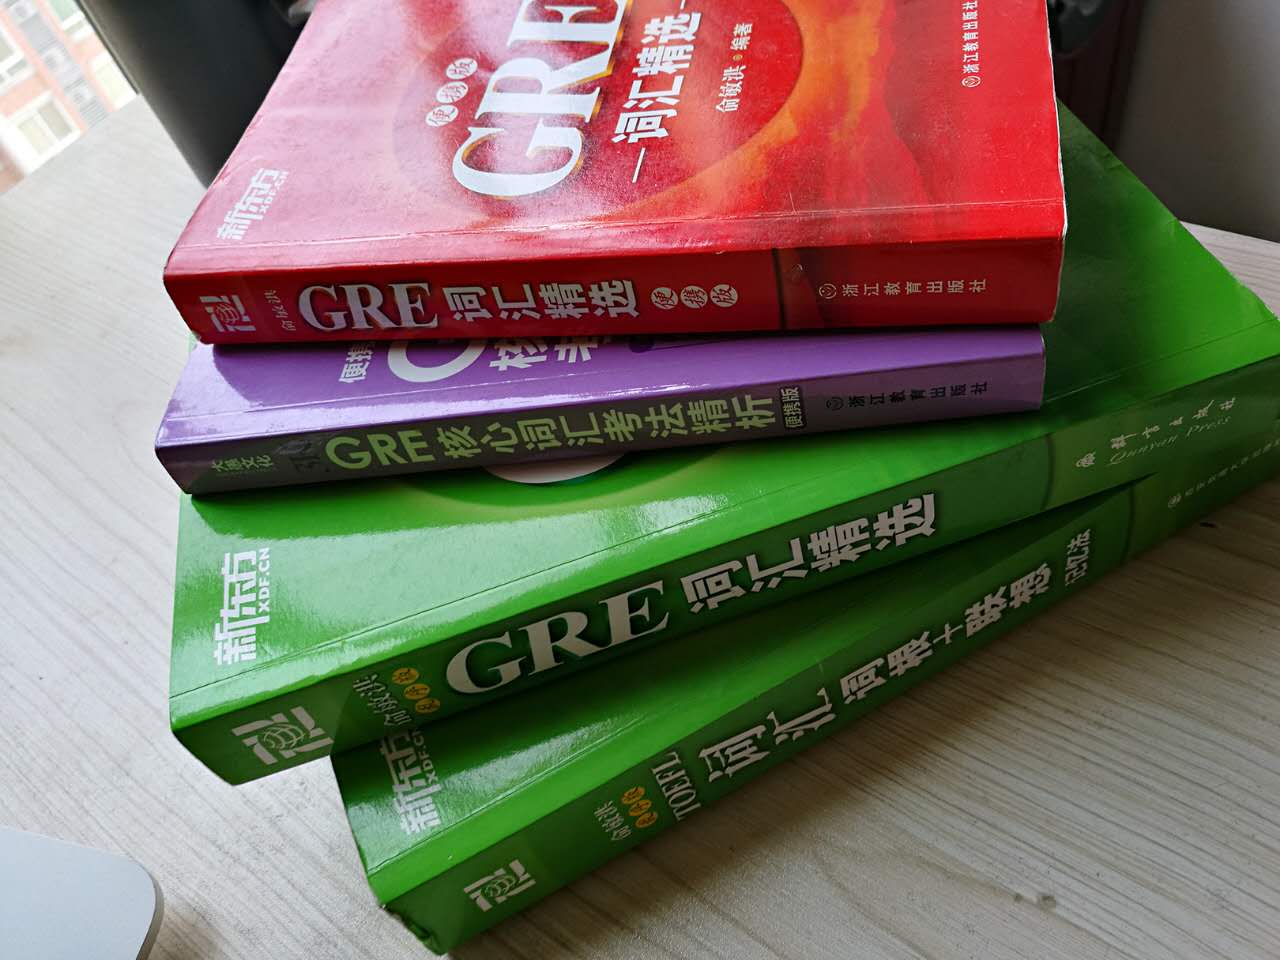 便携版
GRE
词汇精选
俞敏洪 编著
浙江教育出版社
新东方
XDF.CN
俞敏洪
GRE 词汇精选 便携版
浙江教育出版社
便携
核
大愚文化
GRE 核心词汇考法精析 便携版
浙江教育出版社
新东方
XDF.CN
俞敏洪
GRE 词汇精选
群言出版社
Qunyan Press
新东方
XDF.CN
俞敏洪
TOEFL 词汇 词根+联想 记忆法